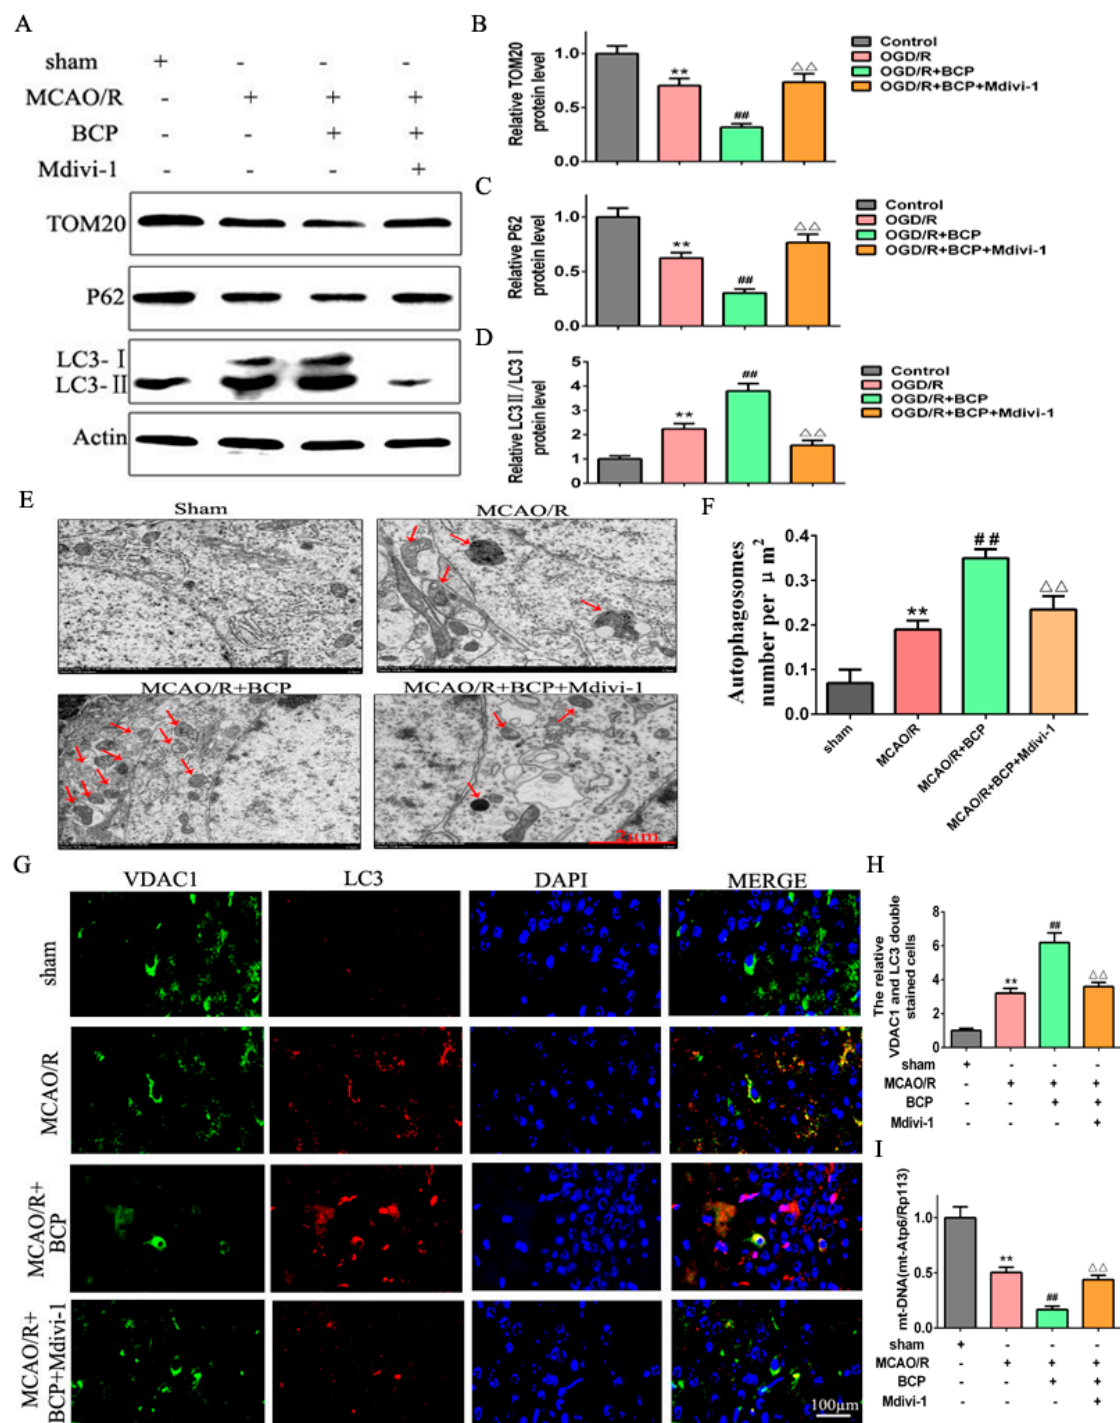 A
sham + - - -
MCAO/R - + + +
BCP - - + +
Mdivi-1 - - - +
TOM20
P62
LC3- I
LC3- II
Actin
B
Relative TOM20
protein level
1.0
0.5
0.0
**
##
△△
Control
OGD/R
OGD/R+BCP
OGD/R+BCP+Mdivi-1
C
Relative P62
protein level
1.0
0.5
0.0
**
##
△△
Control
OGD/R
OGD/R+BCP
OGD/R+BCP+Mdivi-1
D
Relative LC3 II/LC3 I
protein level
5
4
3
2
1
0
**
##
△△
Control
OGD/R
OGD/R+BCP
OGD/R+BCP+Mdivi-1
E
Sham
MCAO/R
MCAO/R+BCP
MCAO/R+BCP+Mdivi-1
2μm
F
Autophagosomes
number per μ m²
0.4
0.3
0.2
0.1
0.0
**
##
△△
sham
MCAO/R
MCAO/R+BCP
MCAO/R+BCP+Mdivi-1
G
VDAC1 LC3 DAPI MERGE
sham
MCAO/R
MCAO/R+
BCP
MCAO/R+
BCP+Mdivi-1
100μm
H
The relative
VDAC1 and LC3 double
stained cells
8
6
4
2
0
**
##
△△
sham + - - -
MCAO/R - + + +
BCP - - + +
Mdivi-1 - - - +
I
mt-DNA(mt-Atp6/Rp113)
1.0
0.5
0.0
**
##
△△
sham + - - -
MCAO/R - + + +
BCP - - + +
Mdivi-1 - - - +